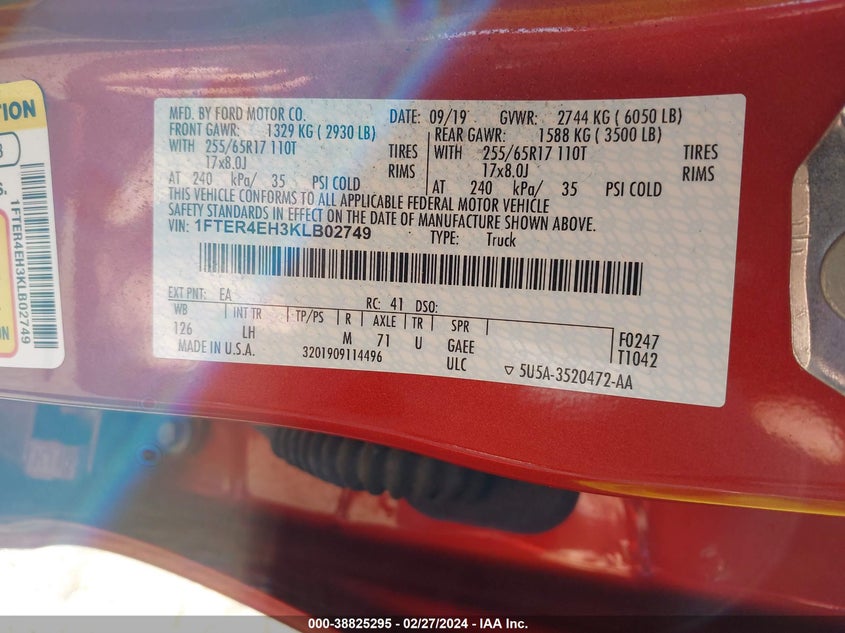 TION
S.
1FTER4EH3KLB02749
ON
MFD. BY FORD MOTOR CO. DATE: 09/19 GVWR: 2744 KG ( 6050 LB)
FRONT GAWR: 1329 KG ( 2930 LB) REAR GAWR: 1588 KG ( 3500 LB)
WITH 255/65R17 110T TIRES WITH 255/65R17 110T TIRES
17x8.0J RIMS 17x8.0J RIMS
AT 240 kPa/ 35 PSI COLD AT 240 kPa/ 35 PSI COLD
THIS VEHICLE CONFORMS TO ALL APPLICABLE FEDERAL MOTOR VEHICLE
SAFETY STANDARDS IN EFFECT ON THE DATE OF MANUFACTURE SHOWN ABOVE.
VIN: 1FTER4EH3KLB02749 TYPE: Truck
EXT PNT: EA RC: 41 DSO:
WB INT TR TP/PS R AXLE TR SPR
126 LH M 71 U GAEE F0247
MADE IN U.S.A. 3201909114496 ULC T1042
▽ 5U5A-3520472-AA
000-38825295 - 02/27/2024 - IAA Inc.